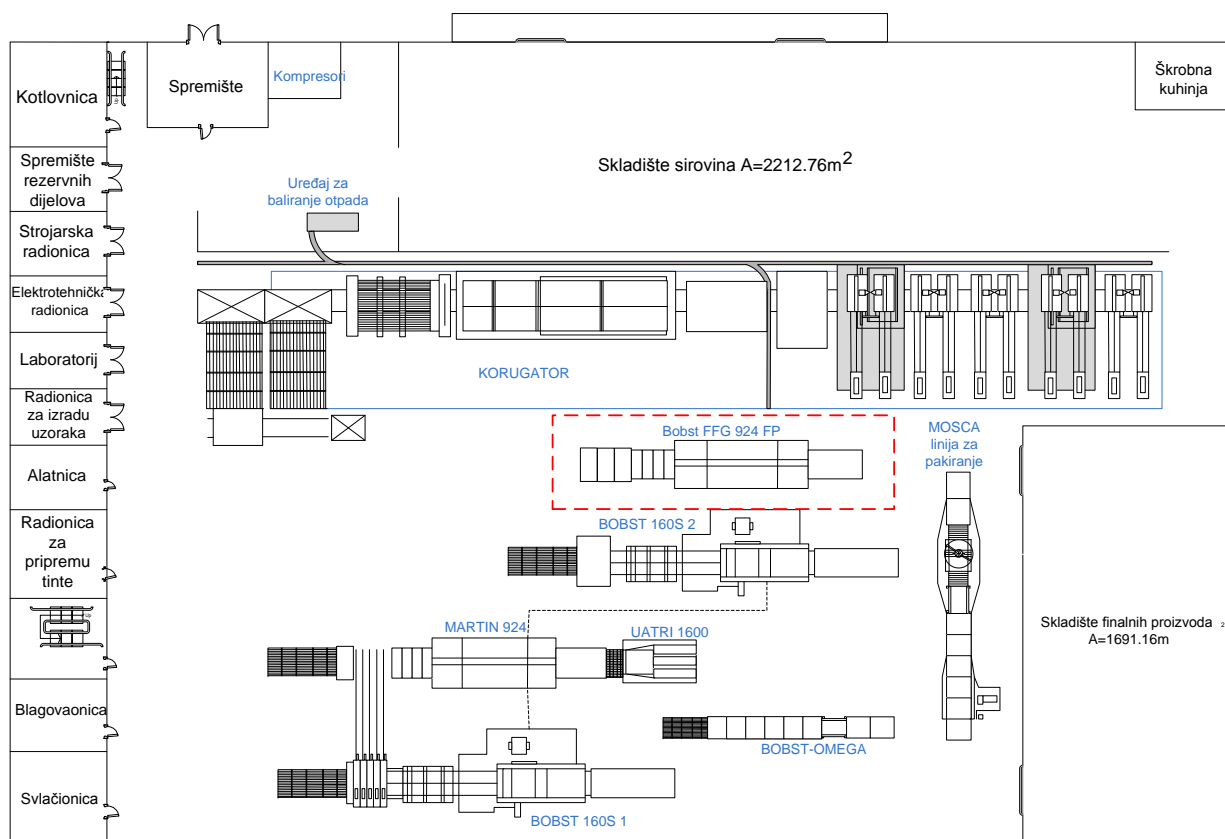 Kotlovnica
Spremište
Kompresori
Škrobna
kuhinja
Spremište
rezervnih
dijelova
Skladište sirovina A=2212.76m²
Uređaj za
baliranje otpada
Strojarska
radionica
Elektrotehnička
radionica
Laboratorij
KORUGATOR
Radionica
za izradu
uzoraka
Bobst FFG 924 FP
MOSCA
linija za
pakiranje
Alatnica
Radionica
za
pripremu
tinte
BOBST 160S 2
MARTIN 924
UATRI 1600
Skladište finalnih proizvoda 2
A=1691.16m
Blagovaonica
BOBST-OMEGA
Svlačionica
BOBST 160S 1